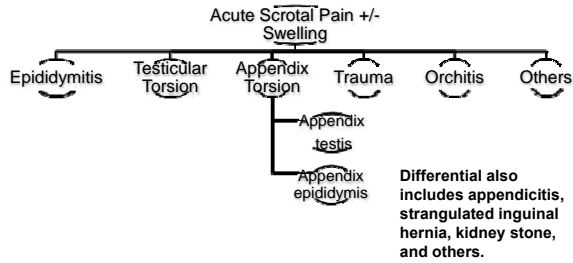 Acute Scrotal Pain +/-
Swelling
Epididymitis
Testicular
Torsion
Appendix
Torsion
Trauma
Orchitis
Others
Appendix
testis
Appendix
epididymis
Differential also
includes appendicitis,
strangulated inguinal
hernia, kidney stone,
and others.